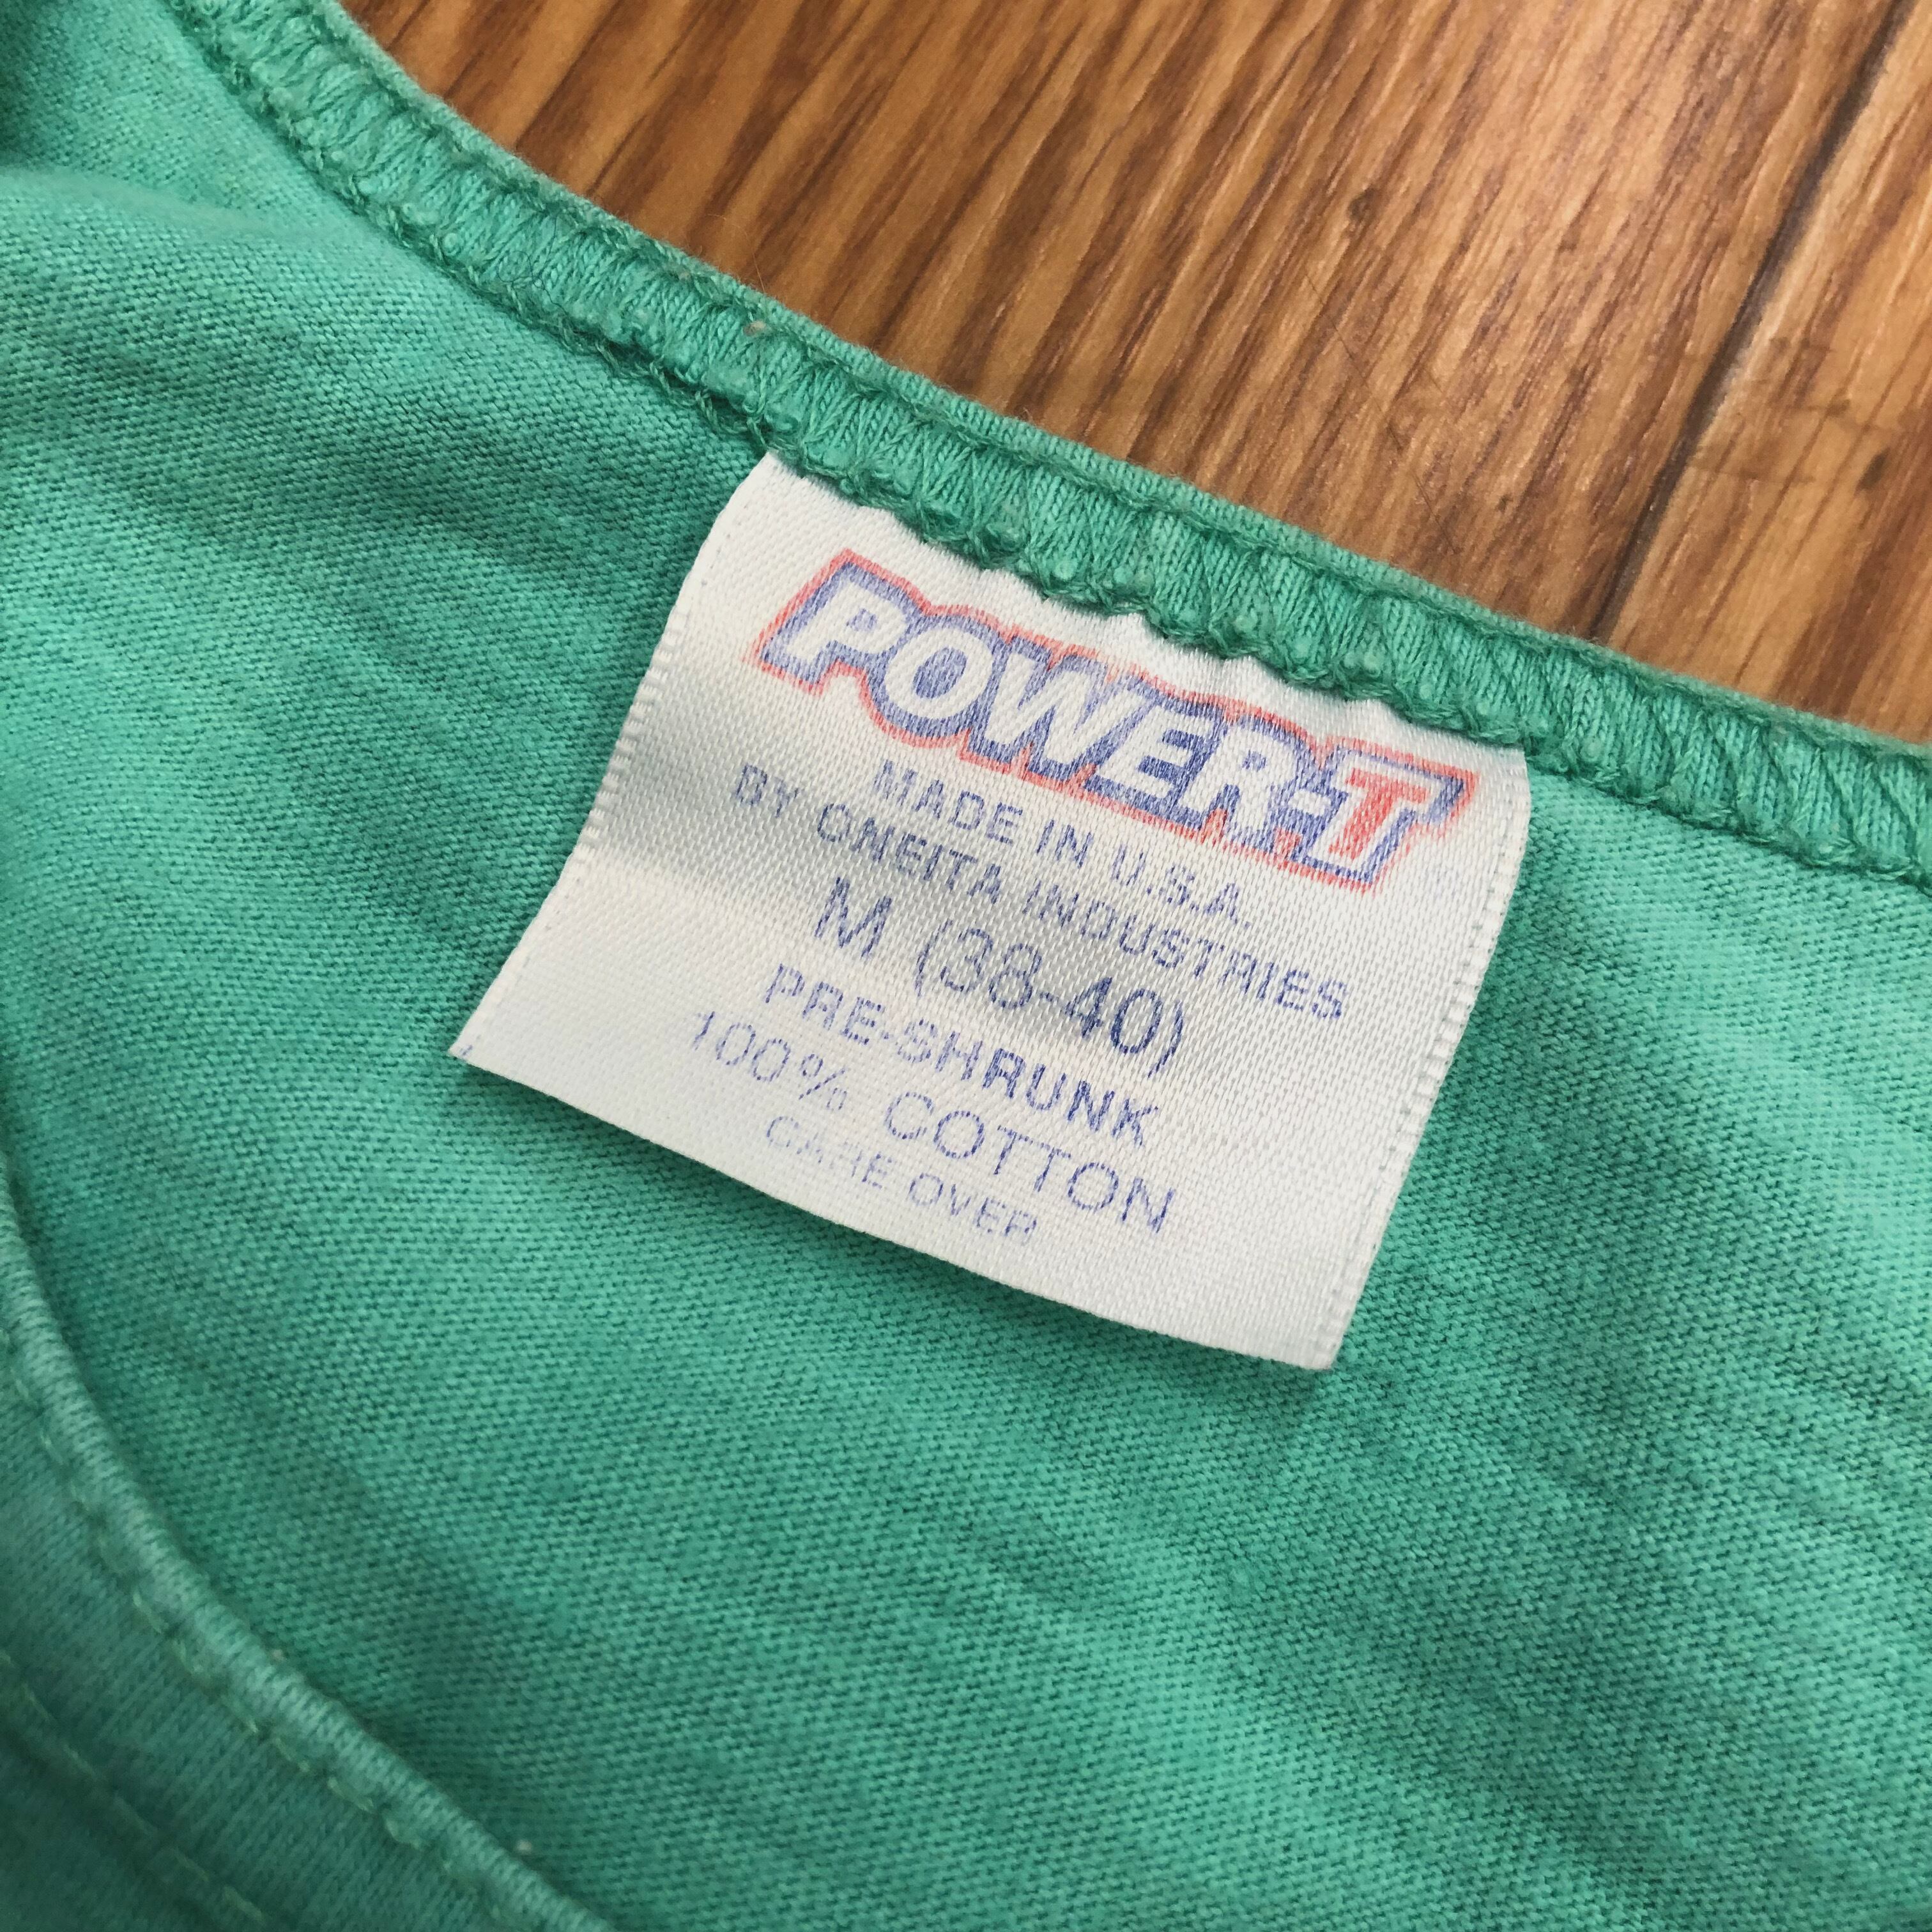 POWER-T
MADE IN U.S.A.
BY ONEITA INDUSTRIES
M (38-40)
PRE-SHRUNK
100% COTTON
CARE OVER